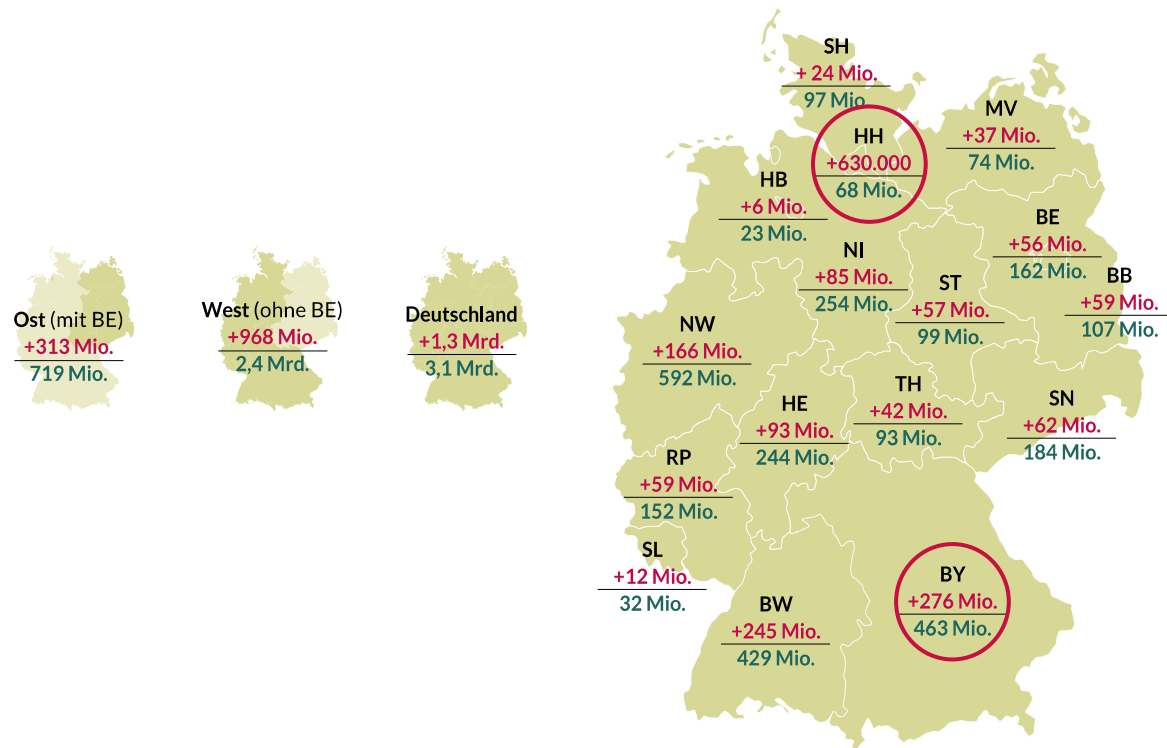 Ost (mit BE)
+313 Mio.
719 Mio.
West (ohne BE)
+968 Mio.
2,4 Mrd.
Deutschland
+1,3 Mrd.
3,1 Mrd.
SH
+ 24 Mio.
97 Mio.
HH
+630.000
68 Mio.
MV
+37 Mio.
74 Mio.
HB
+6 Mio.
23 Mio.
BE
+56 Mio.
162 Mio.
NI
+85 Mio.
254 Mio.
ST
+57 Mio.
99 Mio.
BB
+59 Mio.
107 Mio.
NW
+166 Mio.
592 Mio.
TH
+42 Mio.
93 Mio.
SN
+62 Mio.
184 Mio.
HE
+93 Mio.
244 Mio.
RP
+59 Mio.
152 Mio.
SL
+12 Mio.
32 Mio.
BW
+245 Mio.
429 Mio.
BY
+276 Mio.
463 Mio.